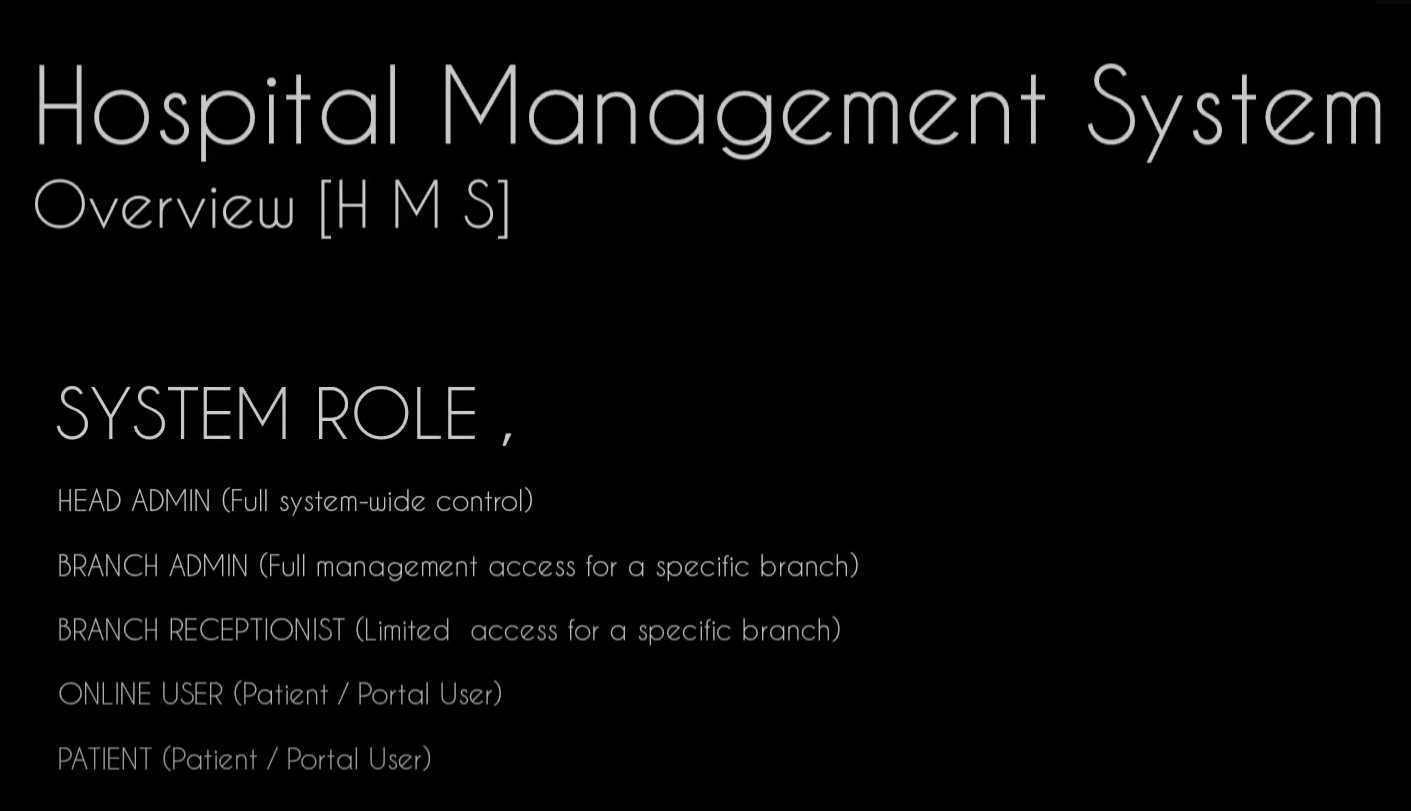 Hospital Management System
Overview [H M S]
SYSTEM ROLE ,
HEAD ADMIN (Full system-wide control)
BRANCH ADMIN (Full management access for a specific branch)
BRANCH RECEPTIONIST (Limited  access for a specific branch)
ONLINE USER (Patient / Portal User)
PATIENT (Patient / Portal User)